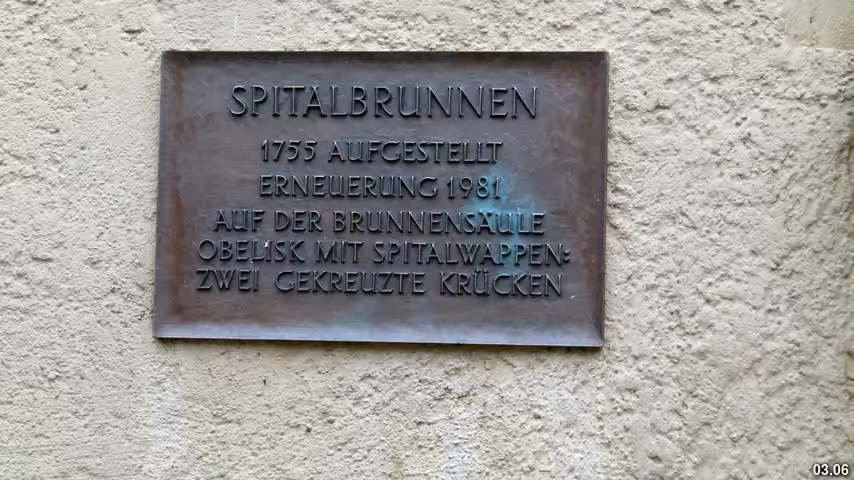 SPITALBRUNNEN
1755 AUFGESTELLT
ERNEUERUNG 1981
AUF DER BRUNNENSÄULE
OBELISK MIT SPITALWAPPEN:
ZWEI GEKREUZTE KRÜCKEN
03.06